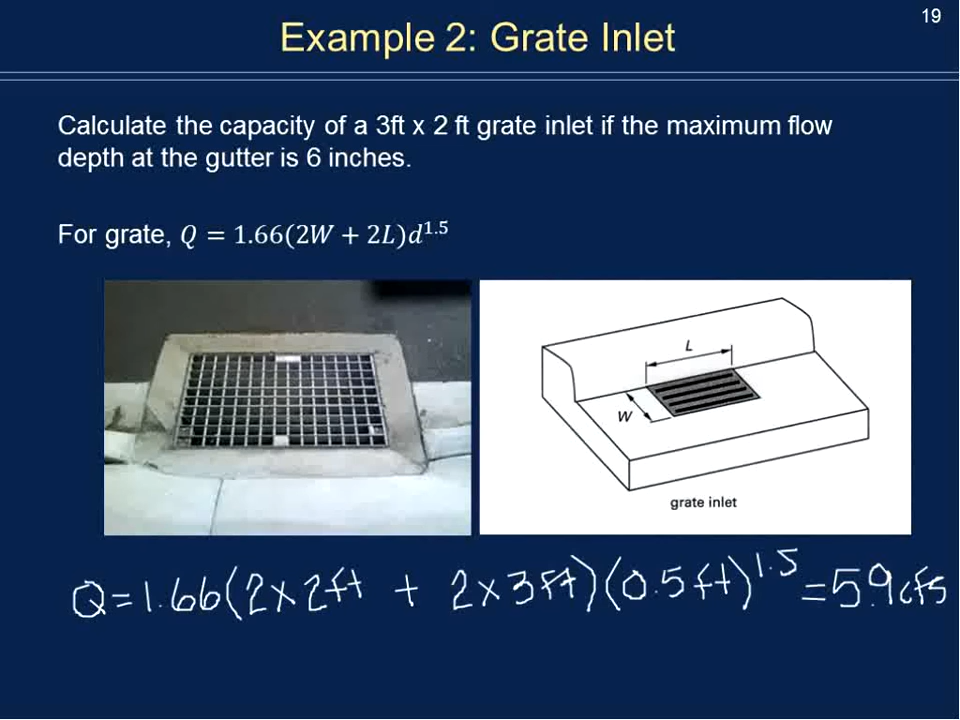 19
Example 2: Grate Inlet
Calculate the capacity of a 3ft x 2 ft grate inlet if the maximum flow
depth at the gutter is 6 inches.
For grate, Q = 1.66(2W + 2L)d^1.5
L
W
grate inlet
Q=1.66(2x2ft + 2x3ft)(0.5ft)^1.5 =5.9cfs